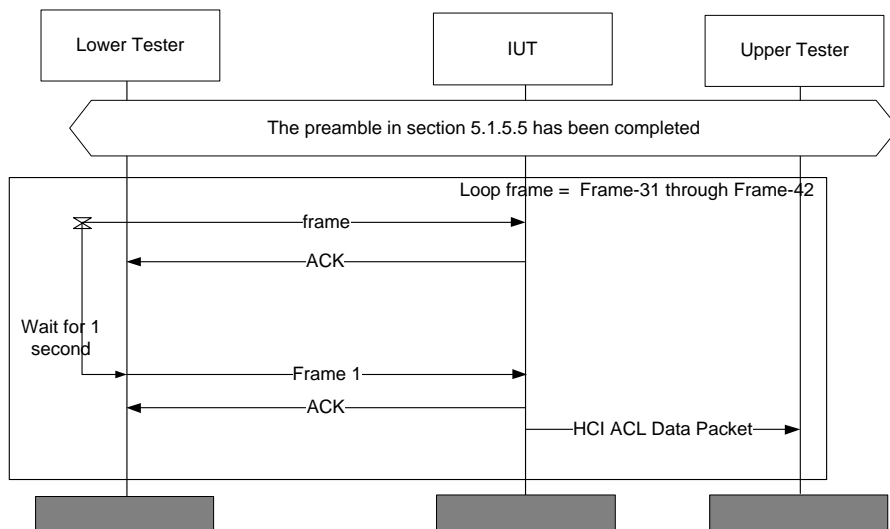 Lower Tester
IUT
Upper Tester
The preamble in section 5.1.5.5 has been completed
Loop frame = Frame-31 through Frame-42
frame
ACK
Wait for 1
second
Frame 1
ACK
HCI ACL Data Packet